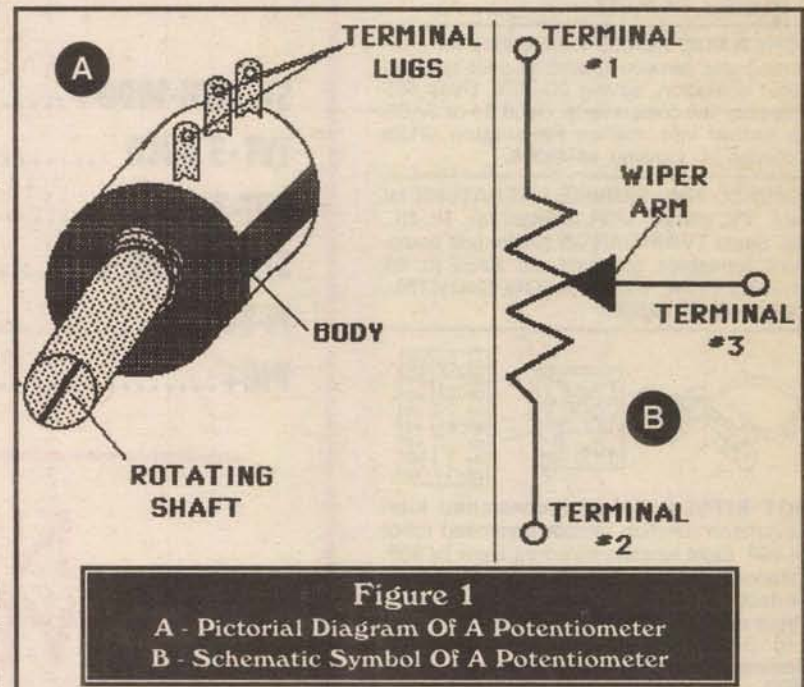 A
TERMINAL
LUGS
BODY
ROTATING
SHAFT
TERMINAL
#1
WIPER
ARM
TERMINAL
#3
B
TERMINAL
#2
Figure 1
A - Pictorial Diagram Of A Potentiometer
B - Schematic Symbol Of A Potentiometer